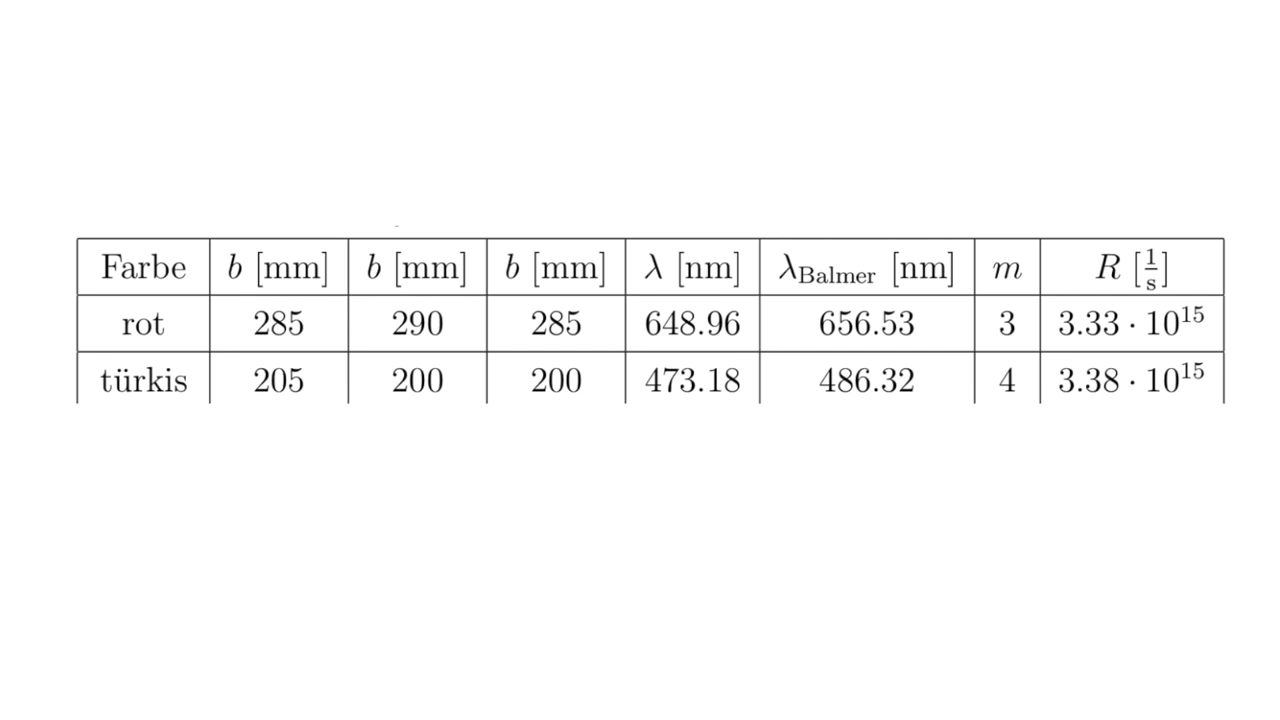 Farbe b [mm] b [mm] b [mm] λ [nm] λ_Balmer [nm] m R [1/s]
rot 285 290 285 648.96 656.53 3 3.33 · 10^15
türkis 205 200 200 473.18 486.32 4 3.38 · 10^15